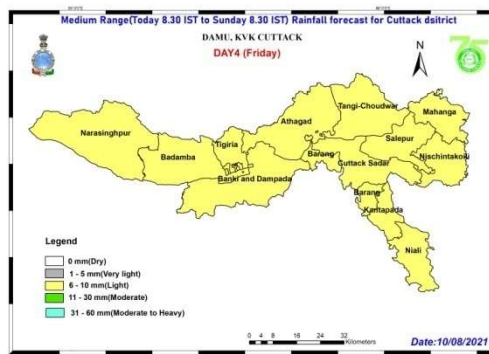 Medium Range(Today 8.30 IST to Sunday 8.30 IST) Rainfall forecast for Cuttack dsitrict
DAMU, KVK CUTTACK
DAY4 (Friday)
N
75
Tangi-Choudwar
Mahanga
Athagad
Narasinghpur
Tigiria
Salepur
Badamba
Barang
Nischintakoili
Cuttack Sadar
Banki and Dampada
Barang
Kantapada
Niali
Legend
0 mm(Dry)
1 - 5 mm(Very light)
6 - 10 mm(Light)
11 - 30 mm(Moderate)
31 - 60 mm(Moderate to Heavy)
0 4 8 16 24 32
Kilometers
Date:10/08/2021